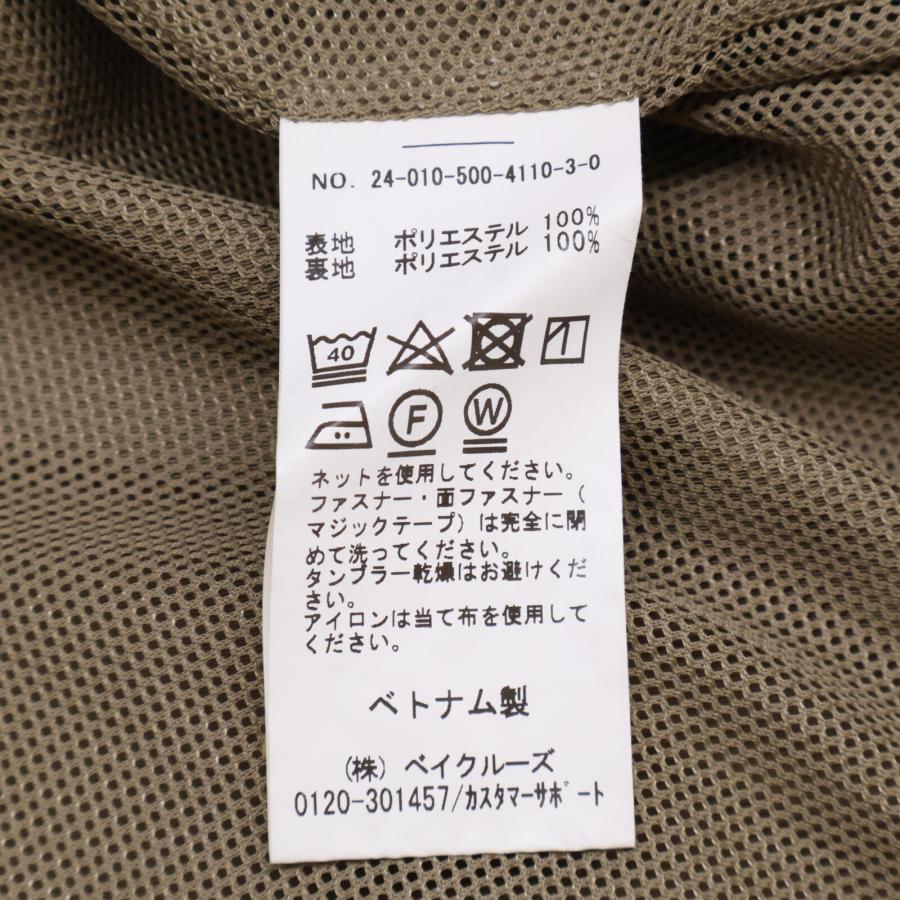 NO. 24-010-500-4110-3-0
表地 ポリエステル 100%
裏地 ポリエステル 100%
40
F W
ネットを使用してください。
ファスナー・面ファスナー（
マジックテープ）は完全に閉
めて洗ってください。
タンブラー乾燥はお避けくだ
さい。
アイロンは当て布を使用して
ください。
ベトナム製
（株）ベイクルーズ
0120-301457/カスタマーサポート